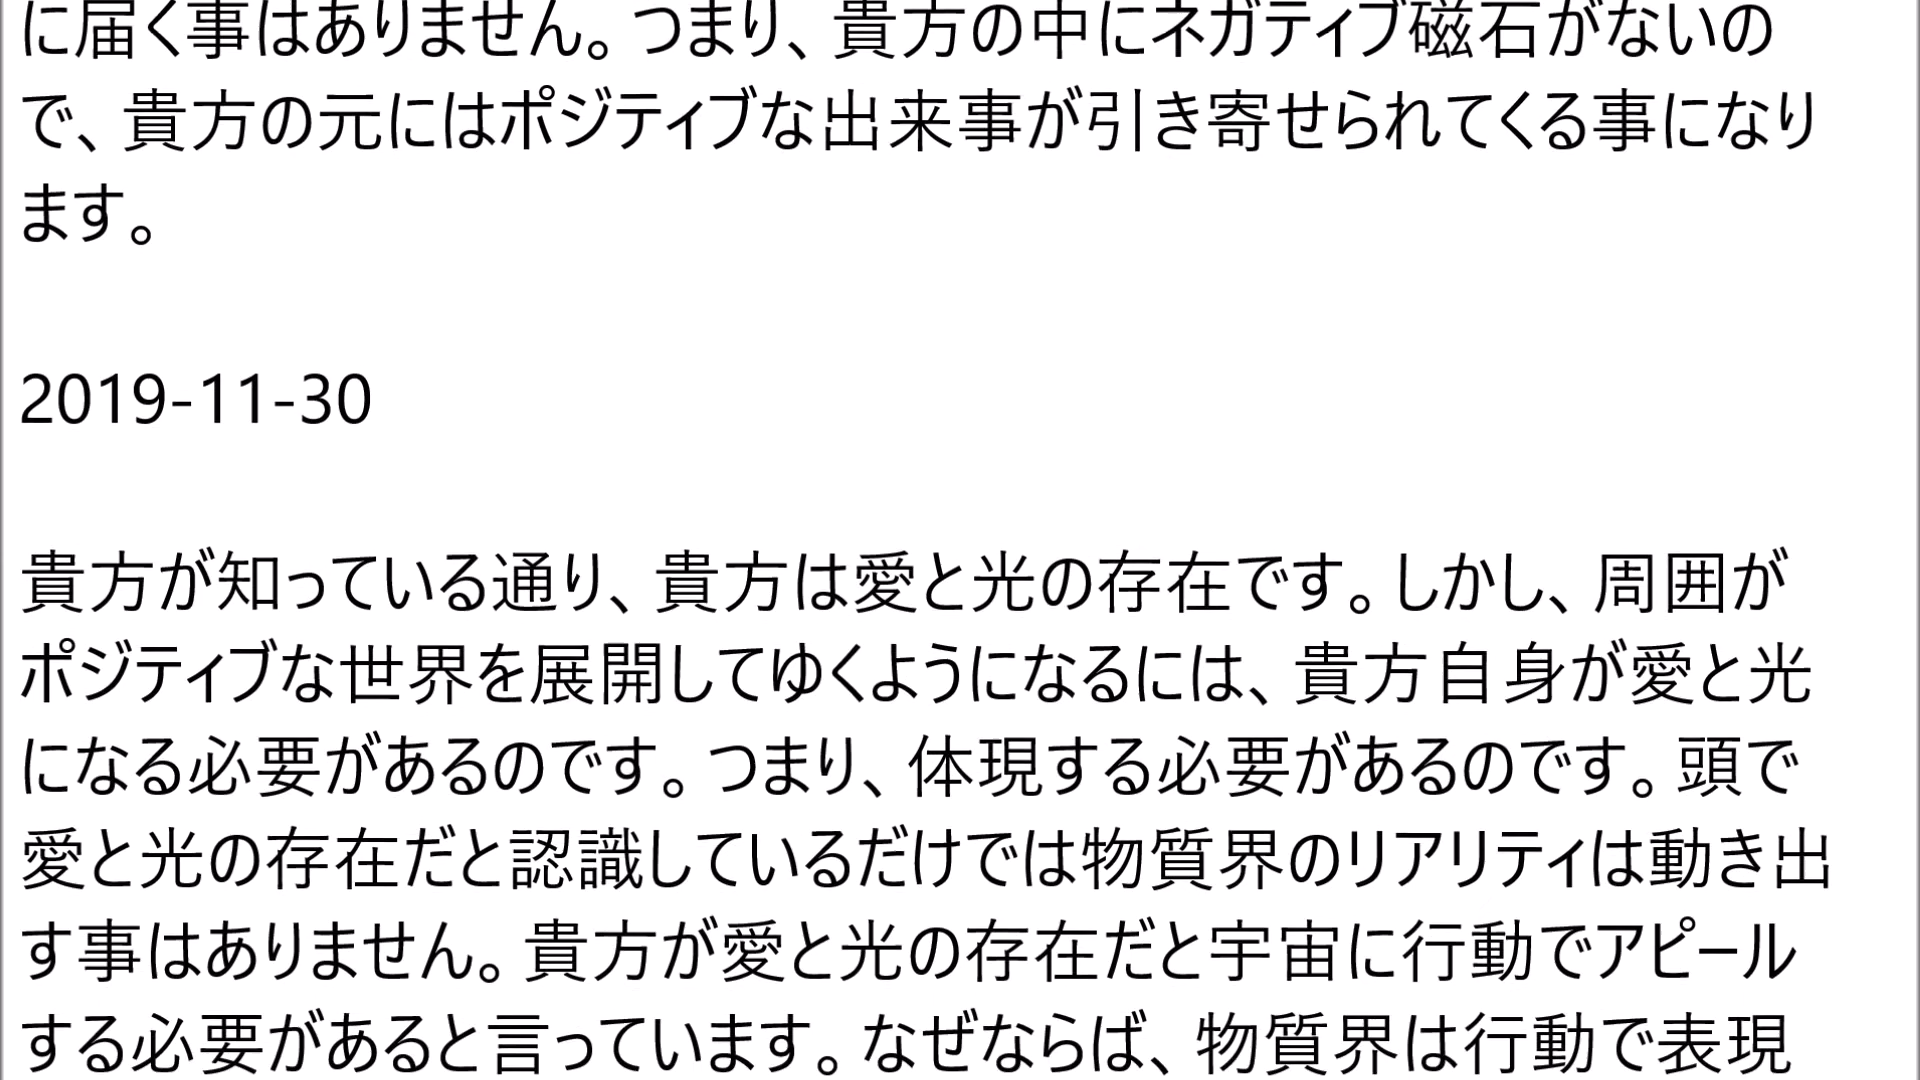 に届く事はありません。つまり、貴方の中にネガティブ磁石がないの
で、貴方の元にはポジティブな出来事が引き寄せられてくる事になり
ます。
2019-11-30
貴方が知っている通り、貴方は愛と光の存在です。しかし、周囲が
ポジティブな世界を展開してゆくようになるには、貴方自身が愛と光
になる必要があるのです。つまり、体現する必要があるのです。頭で
愛と光の存在だと認識しているだけでは物質界のリアリティは動き出
す事はありません。貴方が愛と光の存在だと宇宙に行動でアピール
する必要があると言っています。なぜならば、物質界は行動で表現